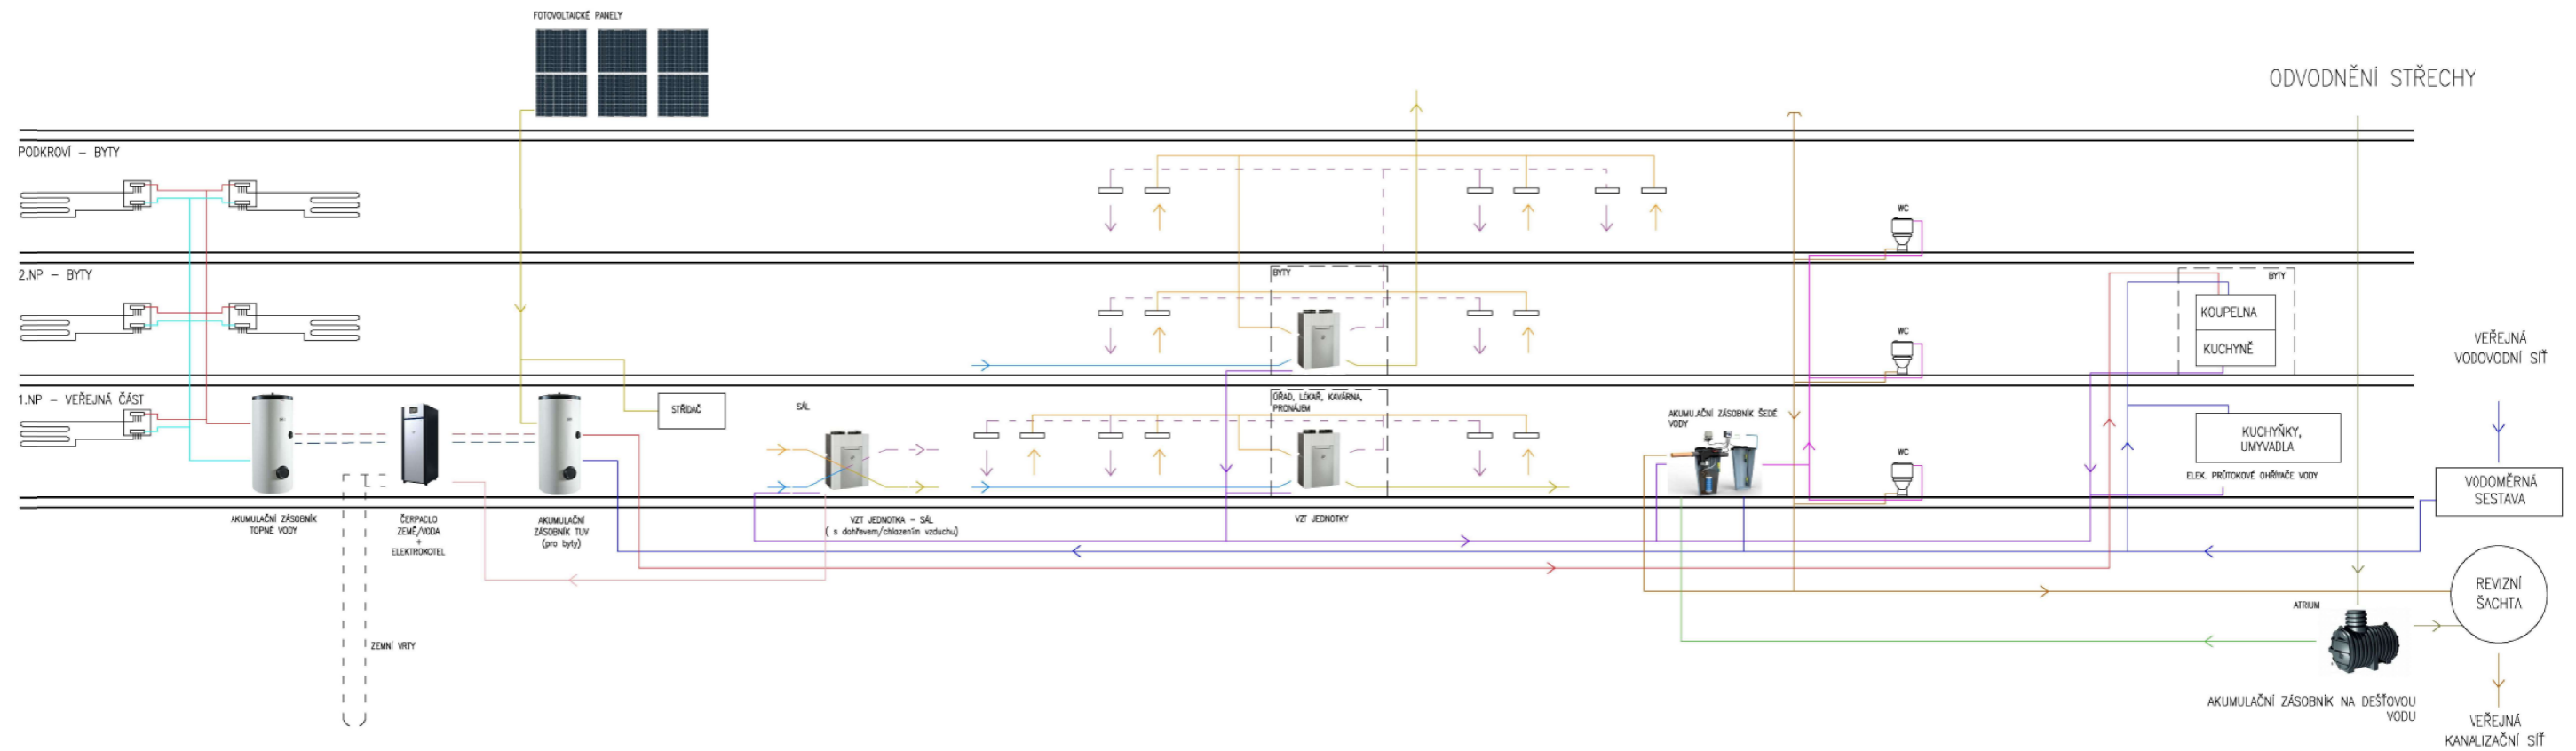 FOTOVOLTAICKÉ PANELY
ODVODNĚNÍ STŘECHY
PODKROVÍ – BYTY
WC
2.NP – BYTY
BYTY
BYTY
KOUPELNA
KUCHYNĚ
WC
VEŘEJNÁ
VODOVODNÍ SÍŤ
1.NP – VEŘEJNÁ ČÁST
STŘÍDAČ
SÁL
ÚŘAD, LÉKAŘ, KAVÁRNA,
PRONÁJEM
AKUMULAČNÍ ZÁSOBNÍK ŠEDÉ
VODY
WC
KUCHYŇKY,
UMYVADLA
ELEK. PRŮTOKOVÉ OHŘÍVAČE VODY
VODOMĚRNÁ
SESTAVA
AKUMULAČNÍ ZÁSOBNÍK
TOPNÉ VODY
ČERPADLO
ZEMĚ/VODA
+
ELEKTROKOTEL
AKUMULAČNÍ
ZÁSOBNÍK TUV
(pro byty)
VZT JEDNOTKA – SÁL
( s dohřevem/chlazením vzduchu)
VZT JEDNOTKY
REVIZNÍ
ŠACHTA
ATRIUM
ZEMNÍ VRTY
AKUMULAČNÍ ZÁSOBNÍK NA DEŠŤOVOU
VODU
VEŘEJNÁ
KANALIZAČNÍ SÍŤ